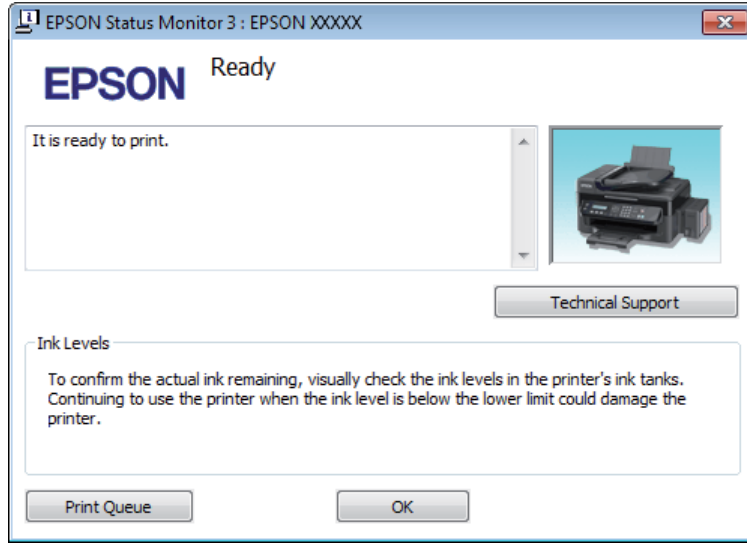 EPSON Status Monitor 3 : EPSON XXXXX
EPSON
Ready
It is ready to print.
Technical Support
Ink Levels
To confirm the actual ink remaining, visually check the ink levels in the printer's ink tanks.
Continuing to use the printer when the ink level is below the lower limit could damage the
printer.
Print Queue
OK